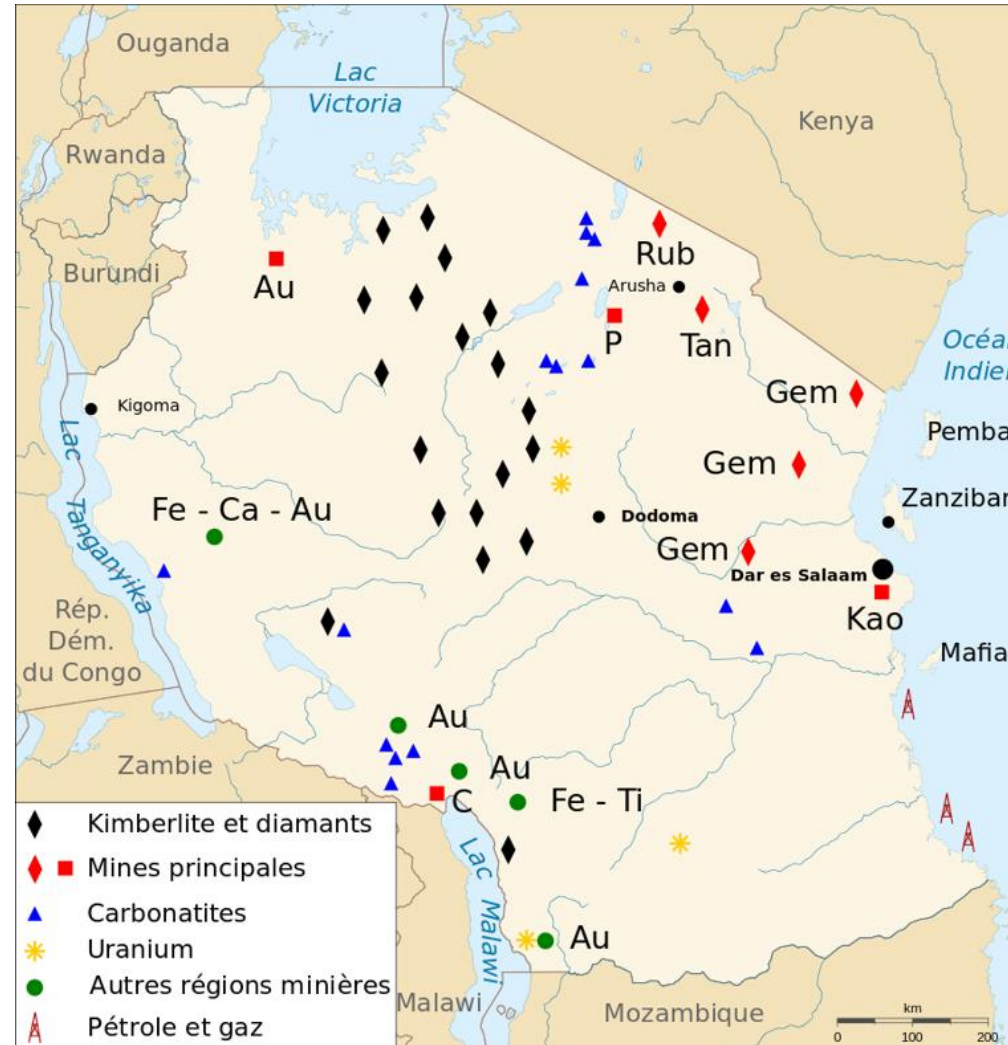 Ouganda
Lac
Victoria
Kenya
Rwanda
Burundi
Au
Rub
Arusha
P
Tan
Océa
Indie
Gem
Kigoma
Pemba
Gem
Lac Tanganyika
Zanzibar
Fe - Ca - Au
Dodoma
Gem
Dar es Salaam
Kao
Rép.
Dém.
du Congo
Mafia
Au
Zambie
Au
C
Fe - Ti
Lac Malawi
Au
Malawi
Mozambique
Kimberlite et diamants
Mines principales
Carbonatites
Uranium
Autres régions minières
Pétrole et gaz
km
0 100 200